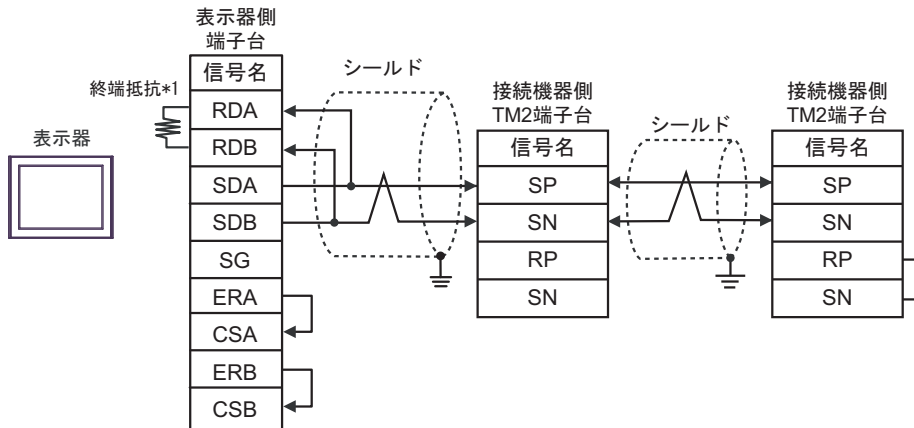 表示器
終端抵抗*1
表示器側
端子台
信号名
RDA
RDB
SDA
SDB
SG
ERA
CSA
ERB
CSB
シールド
接続機器側
TM2端子台
信号名
SP
SN
RP
SN
シールド
接続機器側
TM2端子台
信号名
SP
SN
RP
SN